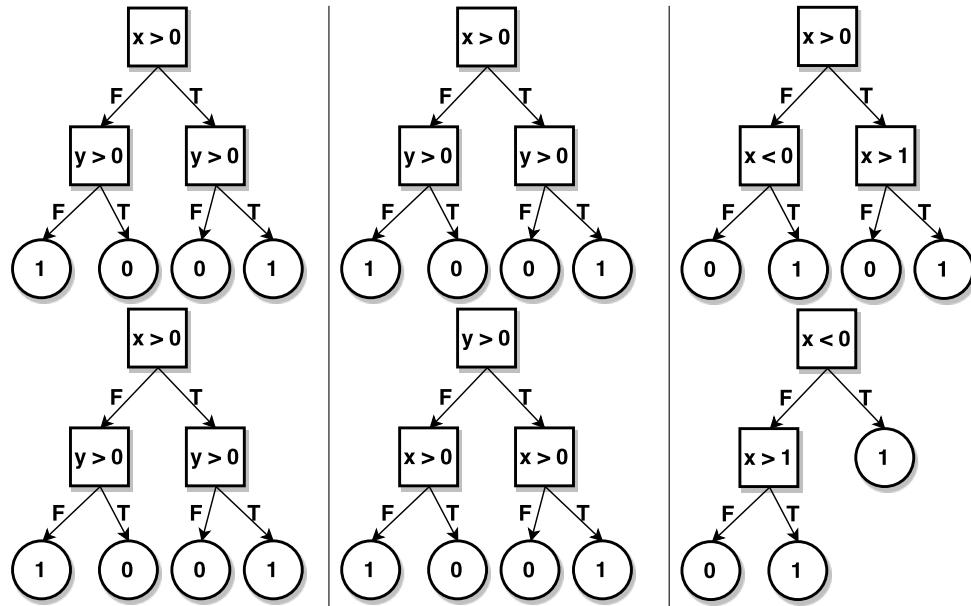 x > 0 x > 0 x > 0
F T F T F T
y > 0 y > 0 y > 0 y > 0 x < 0 x > 1
F T F T F T F T F T F T
1 0 0 1 1 0 0 1 0 1 0 1
x > 0 y > 0 x < 0
F T F T F T
y > 0 y > 0 x > 0 x > 0 x > 1 1
F T F T F T F T F T
1 0 0 1 1 0 0 1 0 1